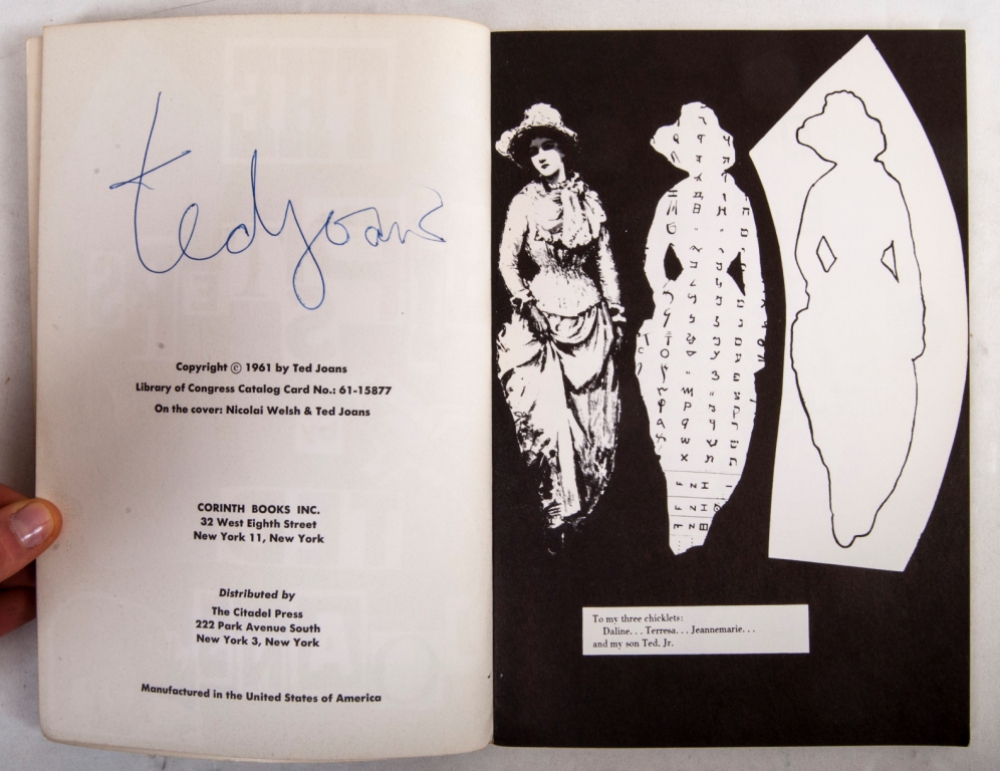 ted Joans
Copyright © 1961 by Ted Joans
Library of Congress Catalog Card No.: 61-15877
On the cover: Nicolai Welsh & Ted Joans
CORINTH BOOKS INC.
32 West Eighth Street
New York 11, New York
Distributed by
The Citadel Press
222 Park Avenue South
New York 3, New York
Manufactured in the United States of America
To my three chicklets:
Daline. . . Terresa. . . Jeannemarie. . .
and my son Ted, Jr.